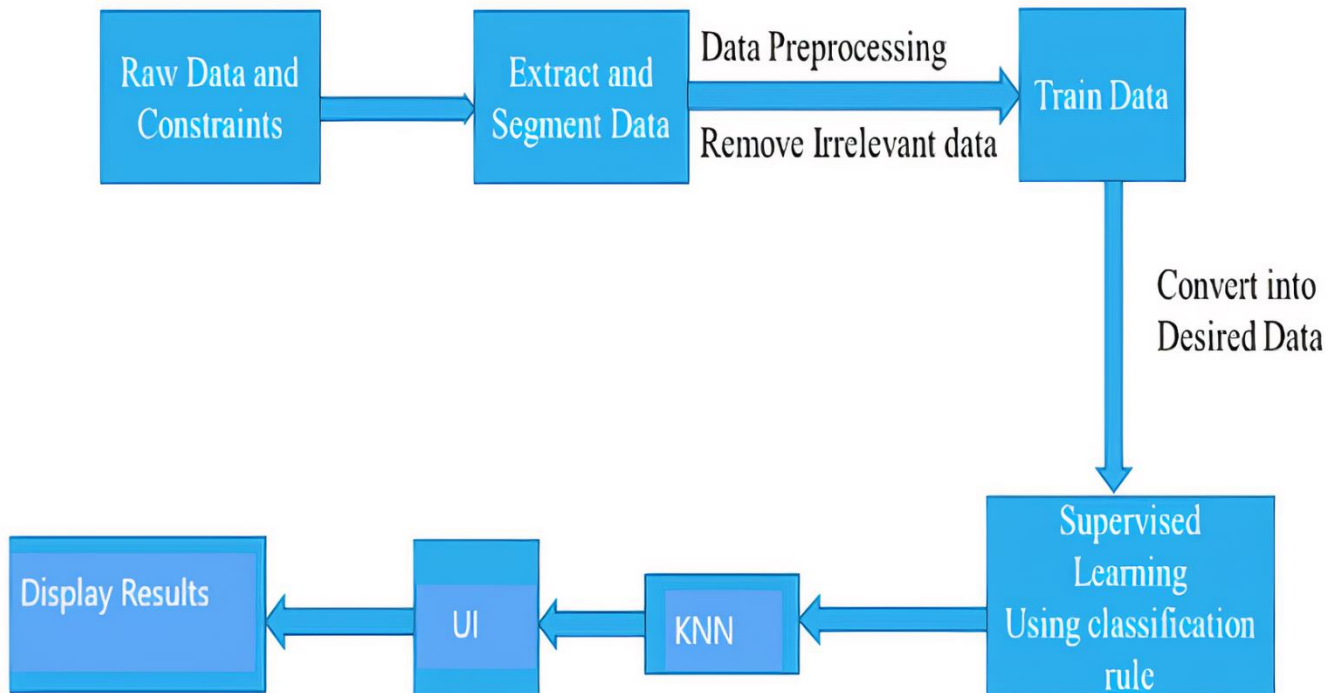 Raw Data and
Constraints
Extract and
Segment Data
Data Preprocessing
Remove Irrelevant data
Train Data
Convert into
Desired Data
Supervised
Learning
Using classification
rule
KNN
UI
Display Results